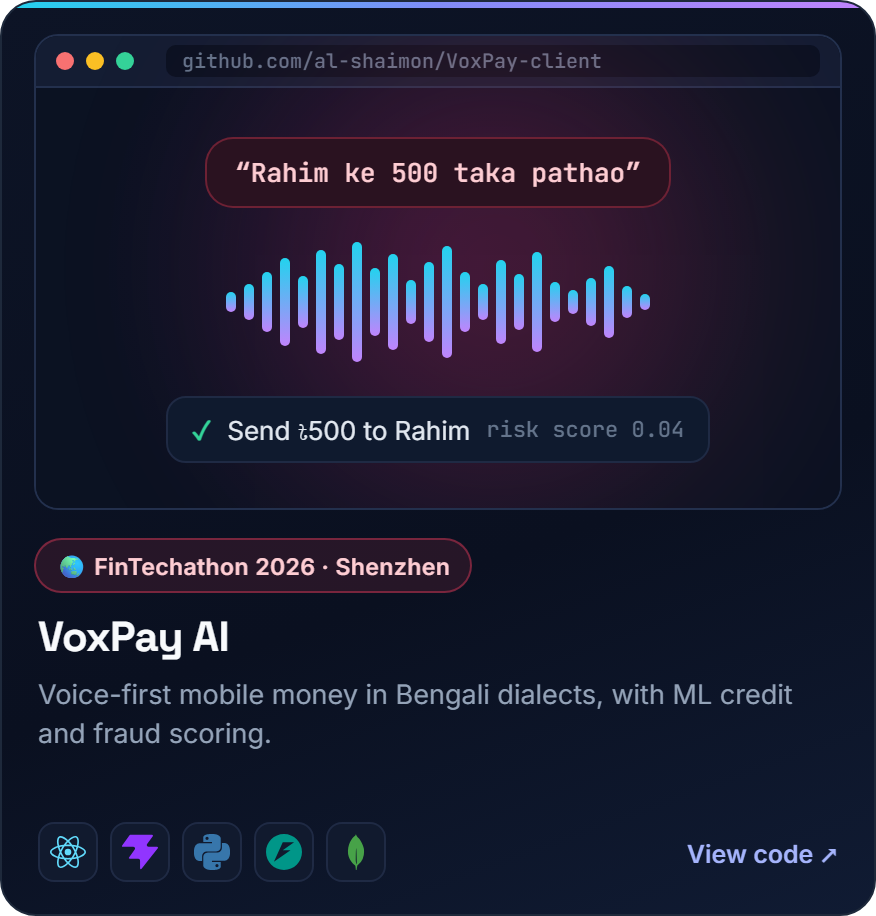 github.com/al-shaimon/VoxPay-client
“Rahim ke 500 taka pathao”
✓ Send ৳500 to Rahim risk score 0.04
FinTechathon 2026 · Shenzhen
VoxPay AI
Voice-first mobile money in Bengali dialects, with ML credit
and fraud scoring.
View code ↗